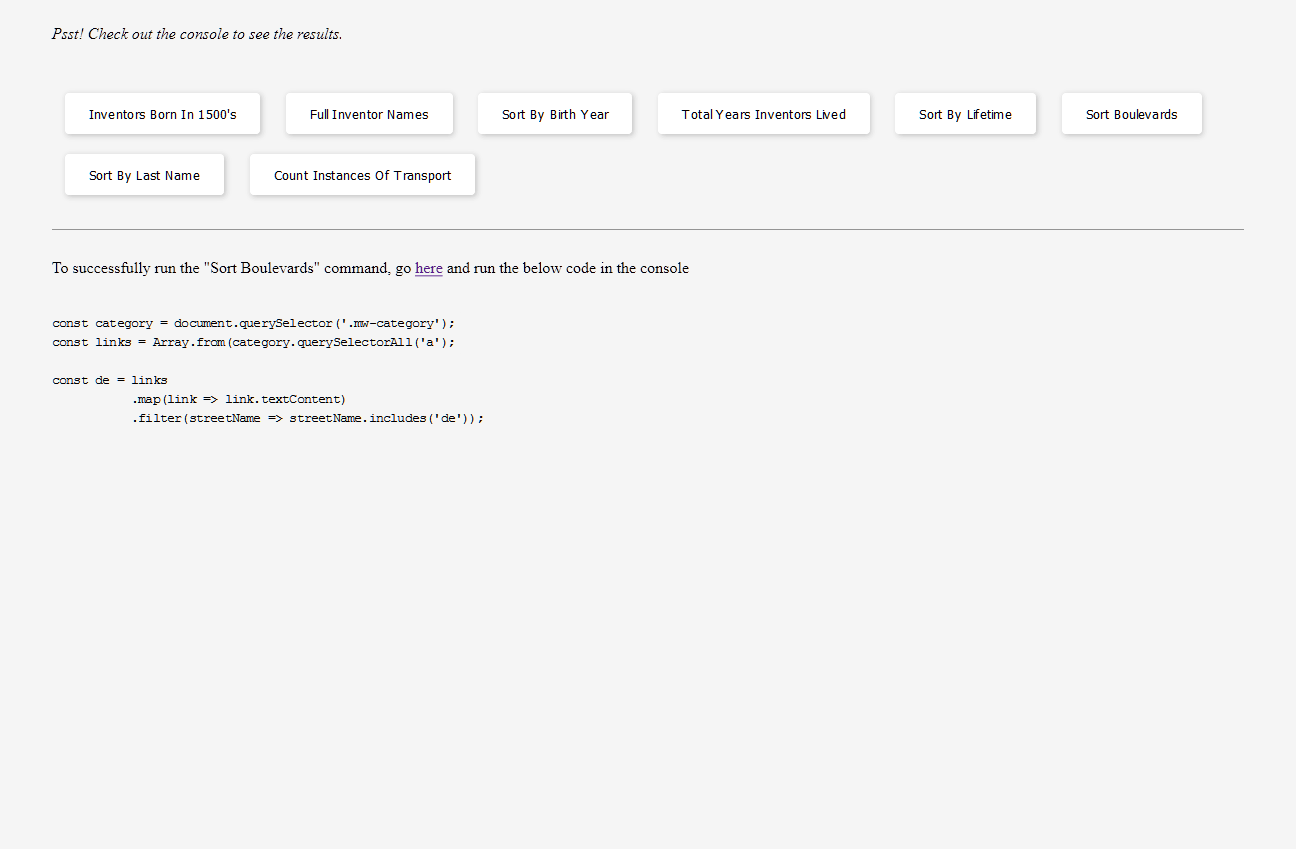 Psst! Check out the console to see the results.
Inventors Born In 1500's
Full Inventor Names
Sort By Birth Year
Total Years Inventors Lived
Sort By Lifetime
Sort Boulevards
Sort By Last Name
Count Instances Of Transport
To successfully run the "Sort Boulevards" command, go here and run the below code in the console
const category = document.querySelector('.mw-category');
const links = Array.from(category.querySelectorAll('a');
const de = links
.map(link => link.textContent)
.filter(streetName => streetName.includes('de'));